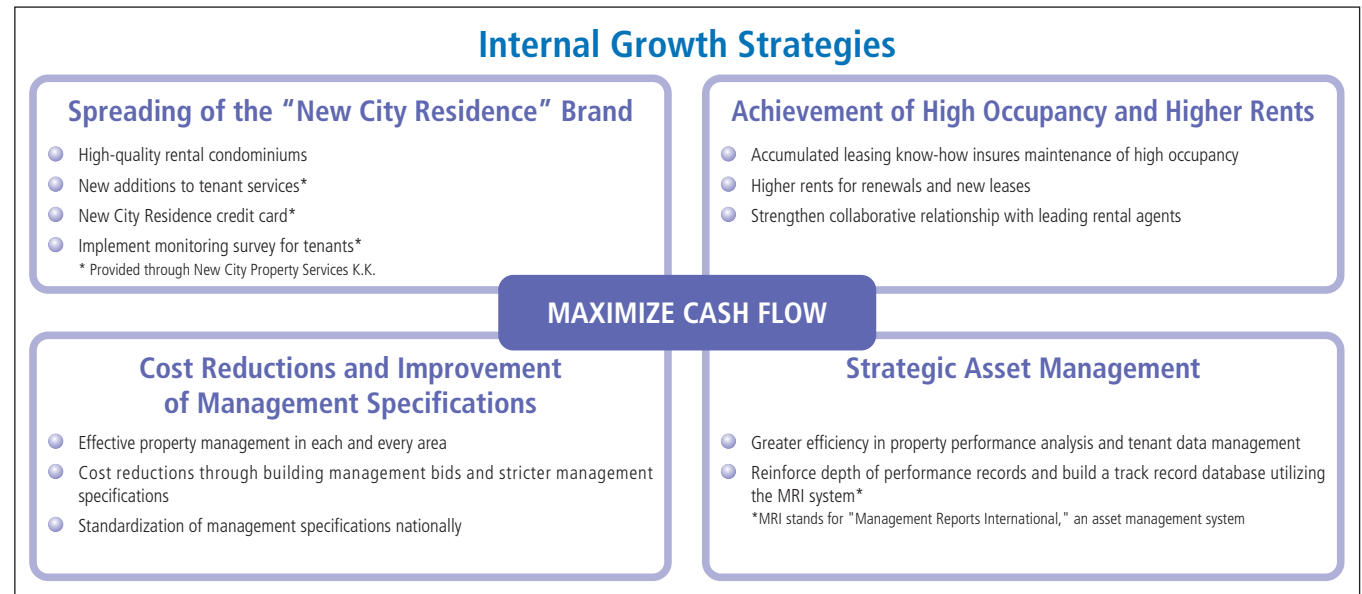 Internal Growth Strategies
Spreading of the “New City Residence” Brand
High-quality rental condominiums
New additions to tenant services*
New City Residence credit card*
Implement monitoring survey for tenants*
* Provided through New City Property Services K.K.
Achievement of High Occupancy and Higher Rents
Accumulated leasing know-how insures maintenance of high occupancy
Higher rents for renewals and new leases
Strengthen collaborative relationship with leading rental agents
MAXIMIZE CASH FLOW
Cost Reductions and Improvement
of Management Specifications
Effective property management in each and every area
Cost reductions through building management bids and stricter management
specifications
Standardization of management specifications nationally
Strategic Asset Management
Greater efficiency in property performance analysis and tenant data management
Reinforce depth of performance records and build a track record database utilizing
the MRI system*
*MRI stands for "Management Reports International," an asset management system